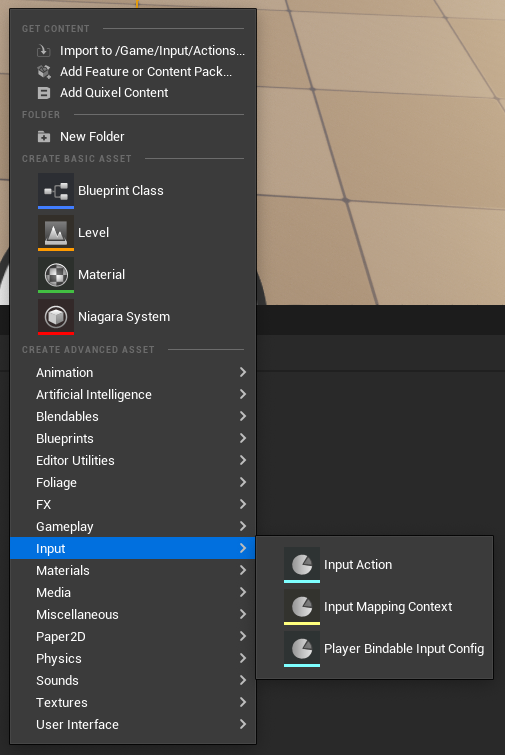 GET CONTENT
Import to /Game/Input/Actions...
Add Feature or Content Pack...
Add Quixel Content
FOLDER
New Folder
CREATE BASIC ASSET
Blueprint Class
Level
Material
Niagara System
CREATE ADVANCED ASSET
Animation
Artificial Intelligence
Blendables
Blueprints
Editor Utilities
Foliage
FX
Gameplay
Input
Input Action
Input Mapping Context
Player Bindable Input Config
Materials
Media
Miscellaneous
Paper2D
Physics
Sounds
Textures
User Interface